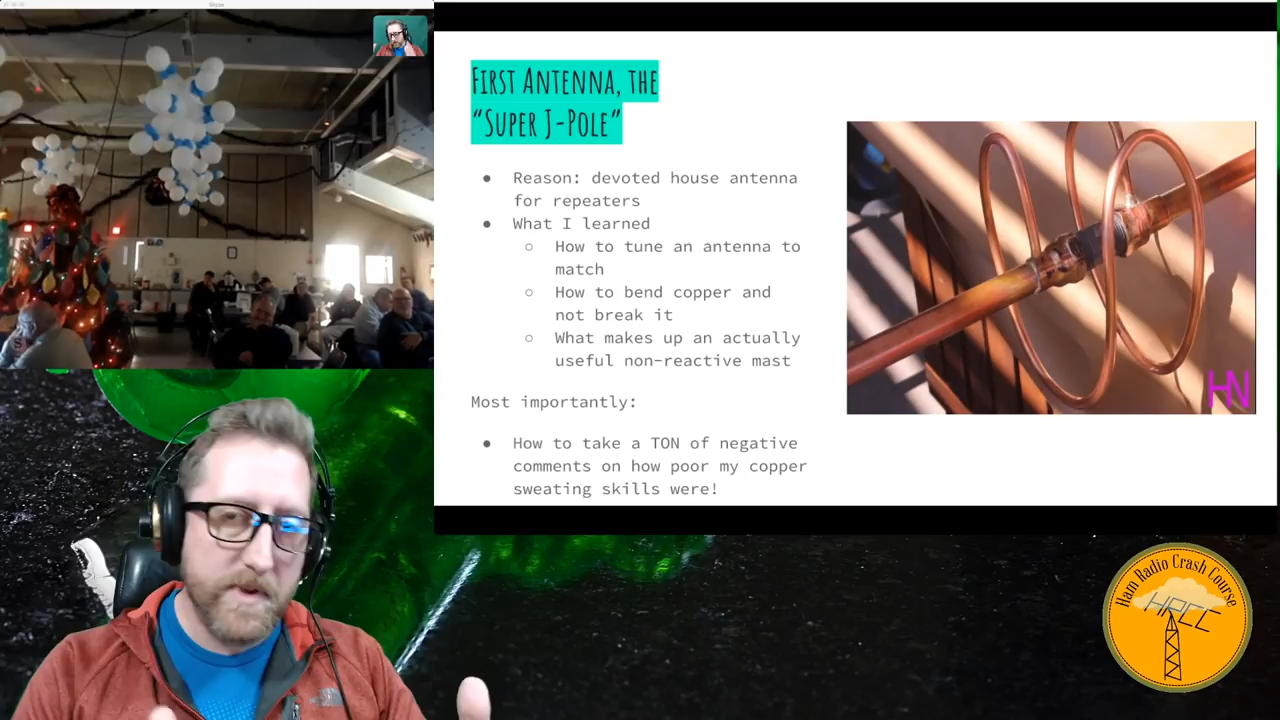 Skype
First Antenna, the
“Super J-Pole”
● Reason: devoted house antenna
for repeaters
● What I learned
○ How to tune an antenna to
match
○ How to bend copper and
not break it
○ What makes up an actually
useful non-reactive mast
Most importantly:
● How to take a TON of negative
comments on how poor my copper
sweating skills were!
HN
Ham Radio Crash Course
HRCC